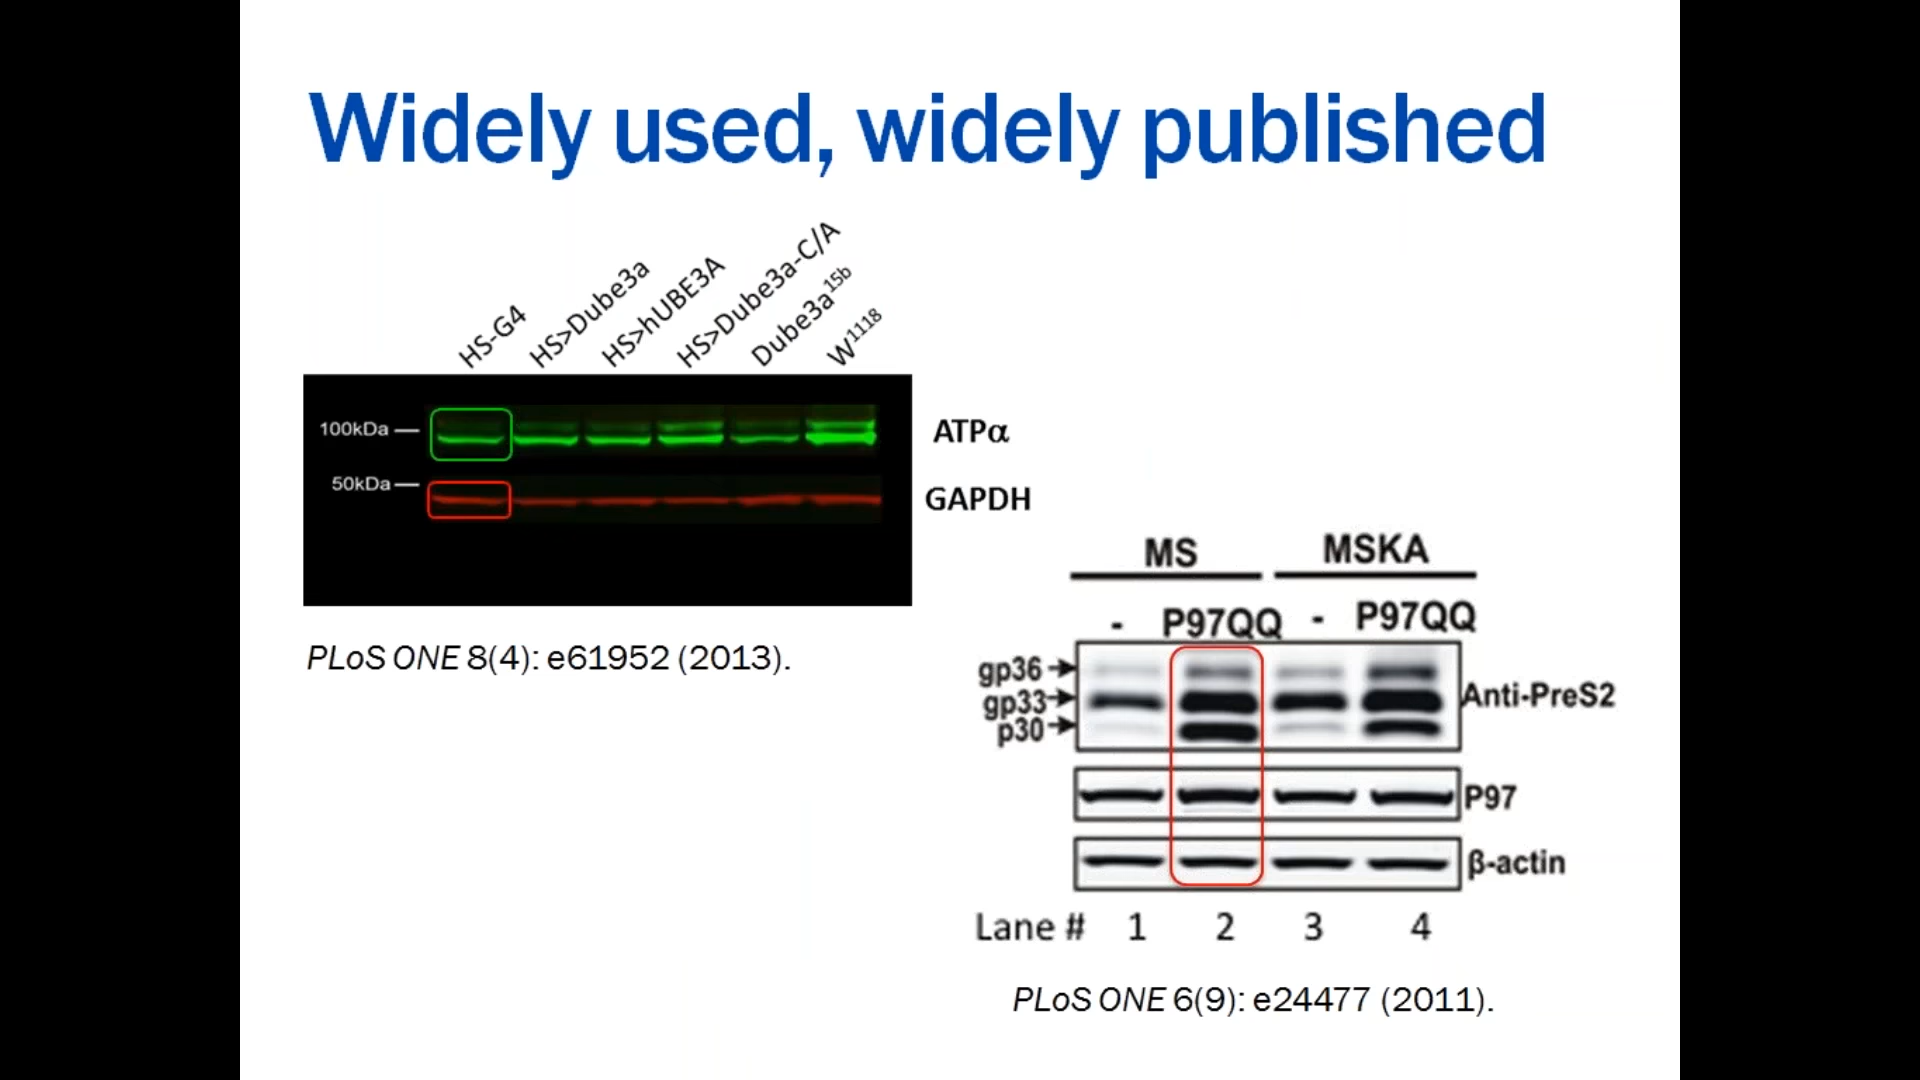 Widely used, widely published
HS-G4 HS>Dube3a HS>hUBE3A HS>Dube3a-C/A Dube3a15b W1118
100kDa
ATPα
50kDa
GAPDH
PLoS ONE 8(4): e61952 (2013).
MS MSKA
- P97QQ - P97QQ
gp36
gp33
p30
Anti-PreS2
P97
β-actin
Lane # 1 2 3 4
PLoS ONE 6(9): e24477 (2011).